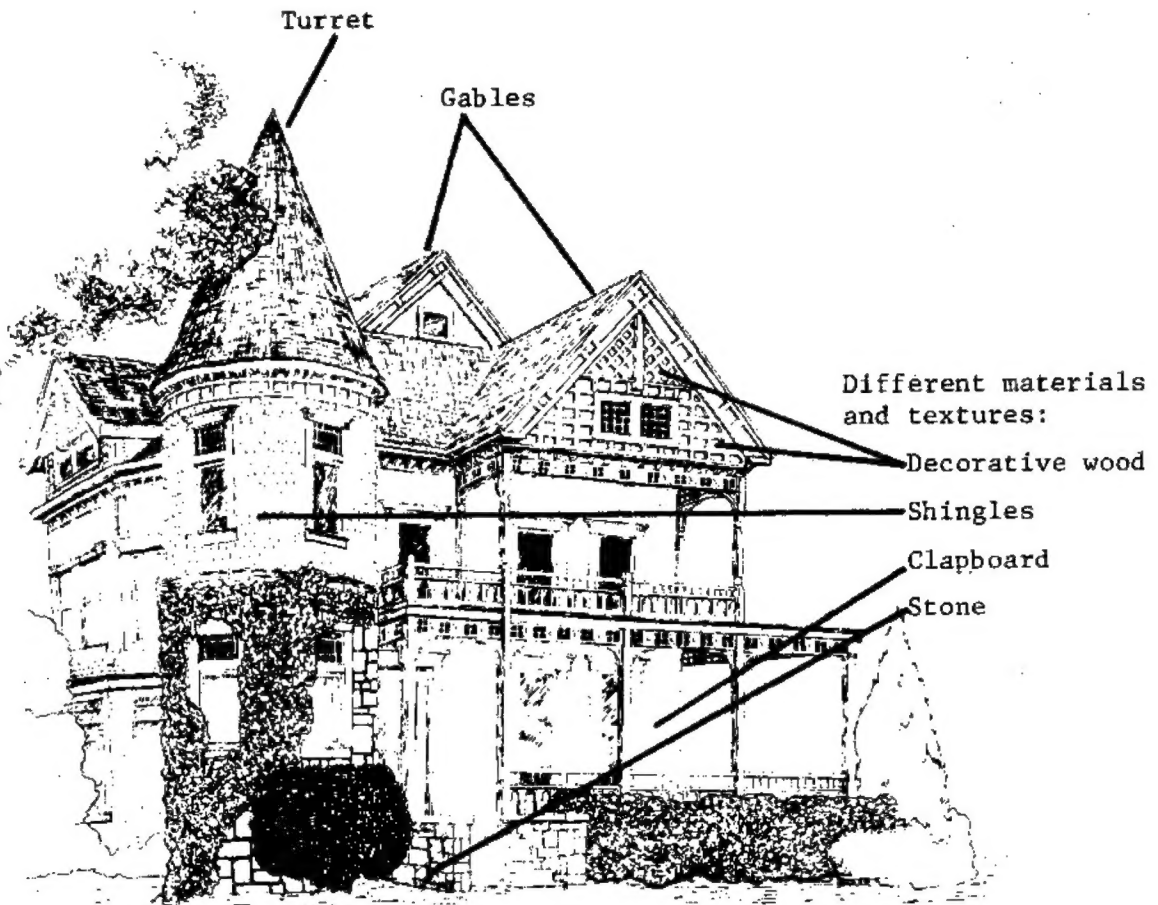 Turret
Gables
Different materials
and textures:
Decorative wood
Shingles
Clapboard
Stone